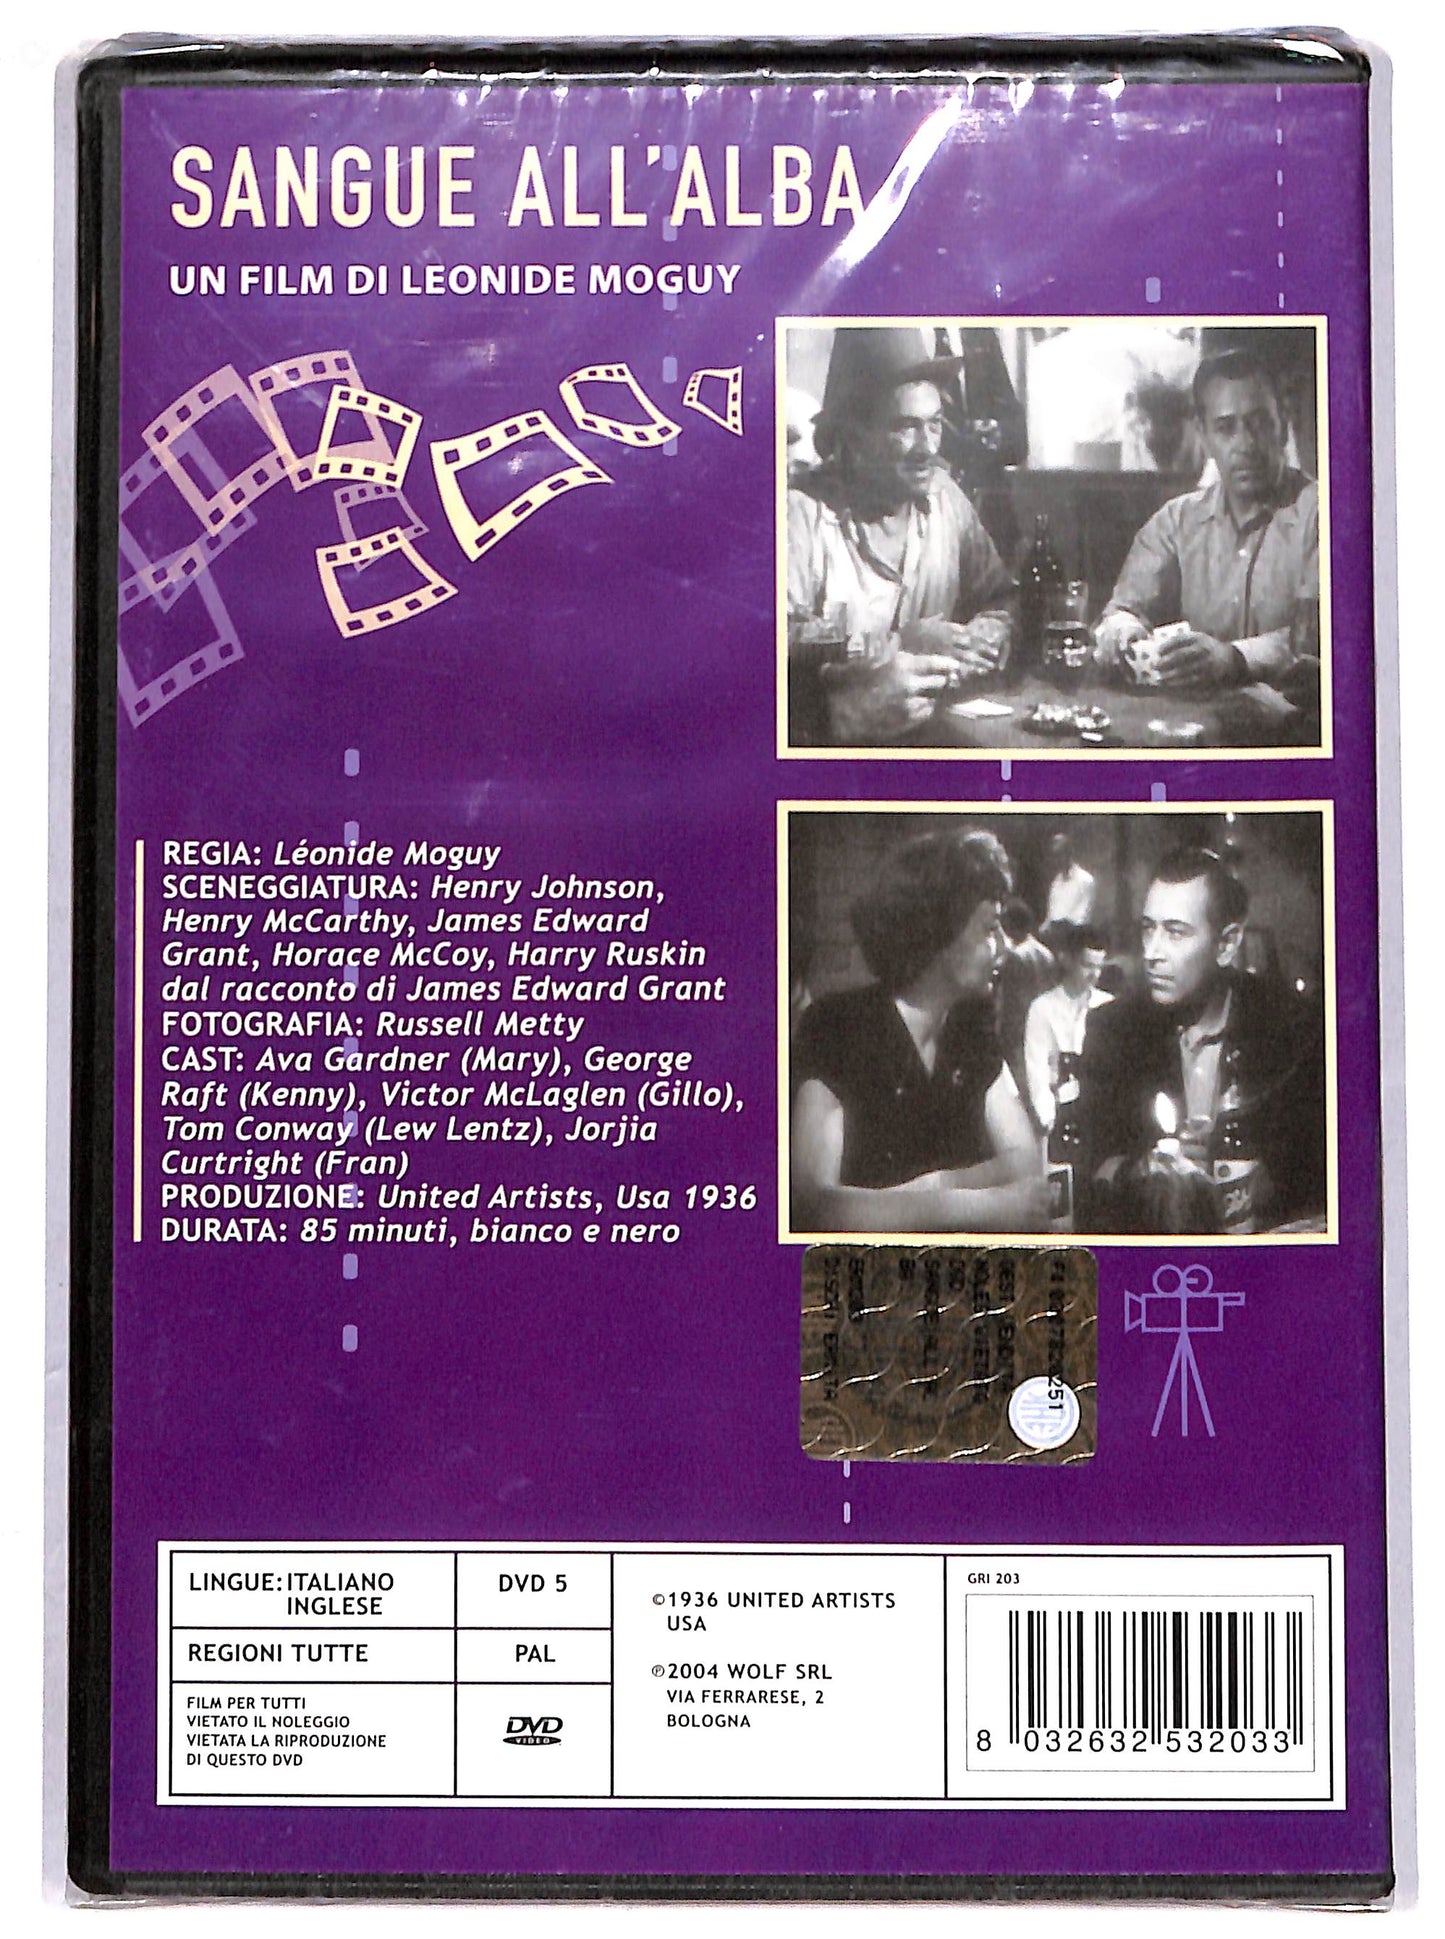 SANGUE ALL'ALBA
UN FILM DI LEONIDE MOGUY
REGIA: Léonide Moguy
SCENEGGIATURA: Henry Johnson,
Henry McCarthy, James Edward
Grant, Horace McCoy, Harry Ruskin
dal racconto di James Edward Grant
FOTOGRAFIA: Russell Metty
CAST: Ava Gardner (Mary), George
Raft (Kenny), Victor McLaglen (Gillo),
Tom Conway (Lew Lentz), Jorjia
Curtright (Fran)
PRODUZIONE: United Artists, Usa 1936
DURATA: 85 minuti, bianco e nero
LINGUE: ITALIANO
INGLESE
DVD 5
REGIONI TUTTE
PAL
FILM PER TUTTI
VIETATO IL NOLEGGIO
VIETATA LA RIPRODUZIONE
DI QUESTO DVD
DVD
VIDEO
©1936 UNITED ARTISTS
USA
℗2004 WOLF SRL
VIA FERRARESE, 2
BOLOGNA
GRI 203
8 032632 532033